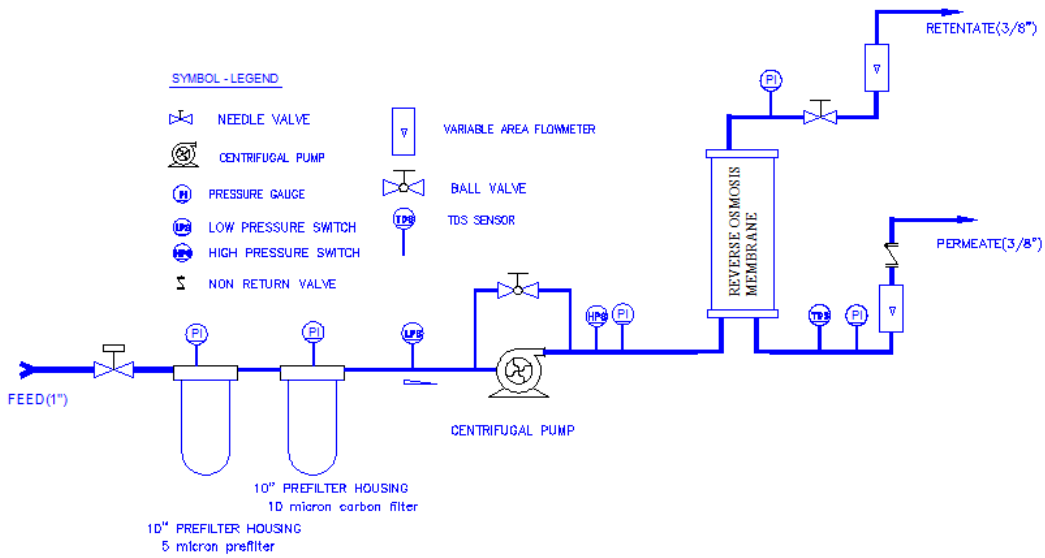 RETENTATE(3/8")
SYMBOL - LEGEND
NEEDLE VALVE
CENTRIFUGAL PUMP
PI
PRESSURE GAUGE
LPS
LOW PRESSURE SWITCH
HPS
HIGH PRESSURE SWITCH
NON RETURN VALVE
VARIABLE AREA FLOWMETER
BALL VALVE
TDS
TDS SENSOR
PI
REVERSE OSMOSIS
MEMBRANE
PERMEATE(3/8")
PI
PI
LPS
HPS
PI
TDS
PI
FEED(1")
CENTRIFUGAL PUMP
10" PREFILTER HOUSING
10 micron carbon filter
10" PREFILTER HOUSING
5 micron prefilter